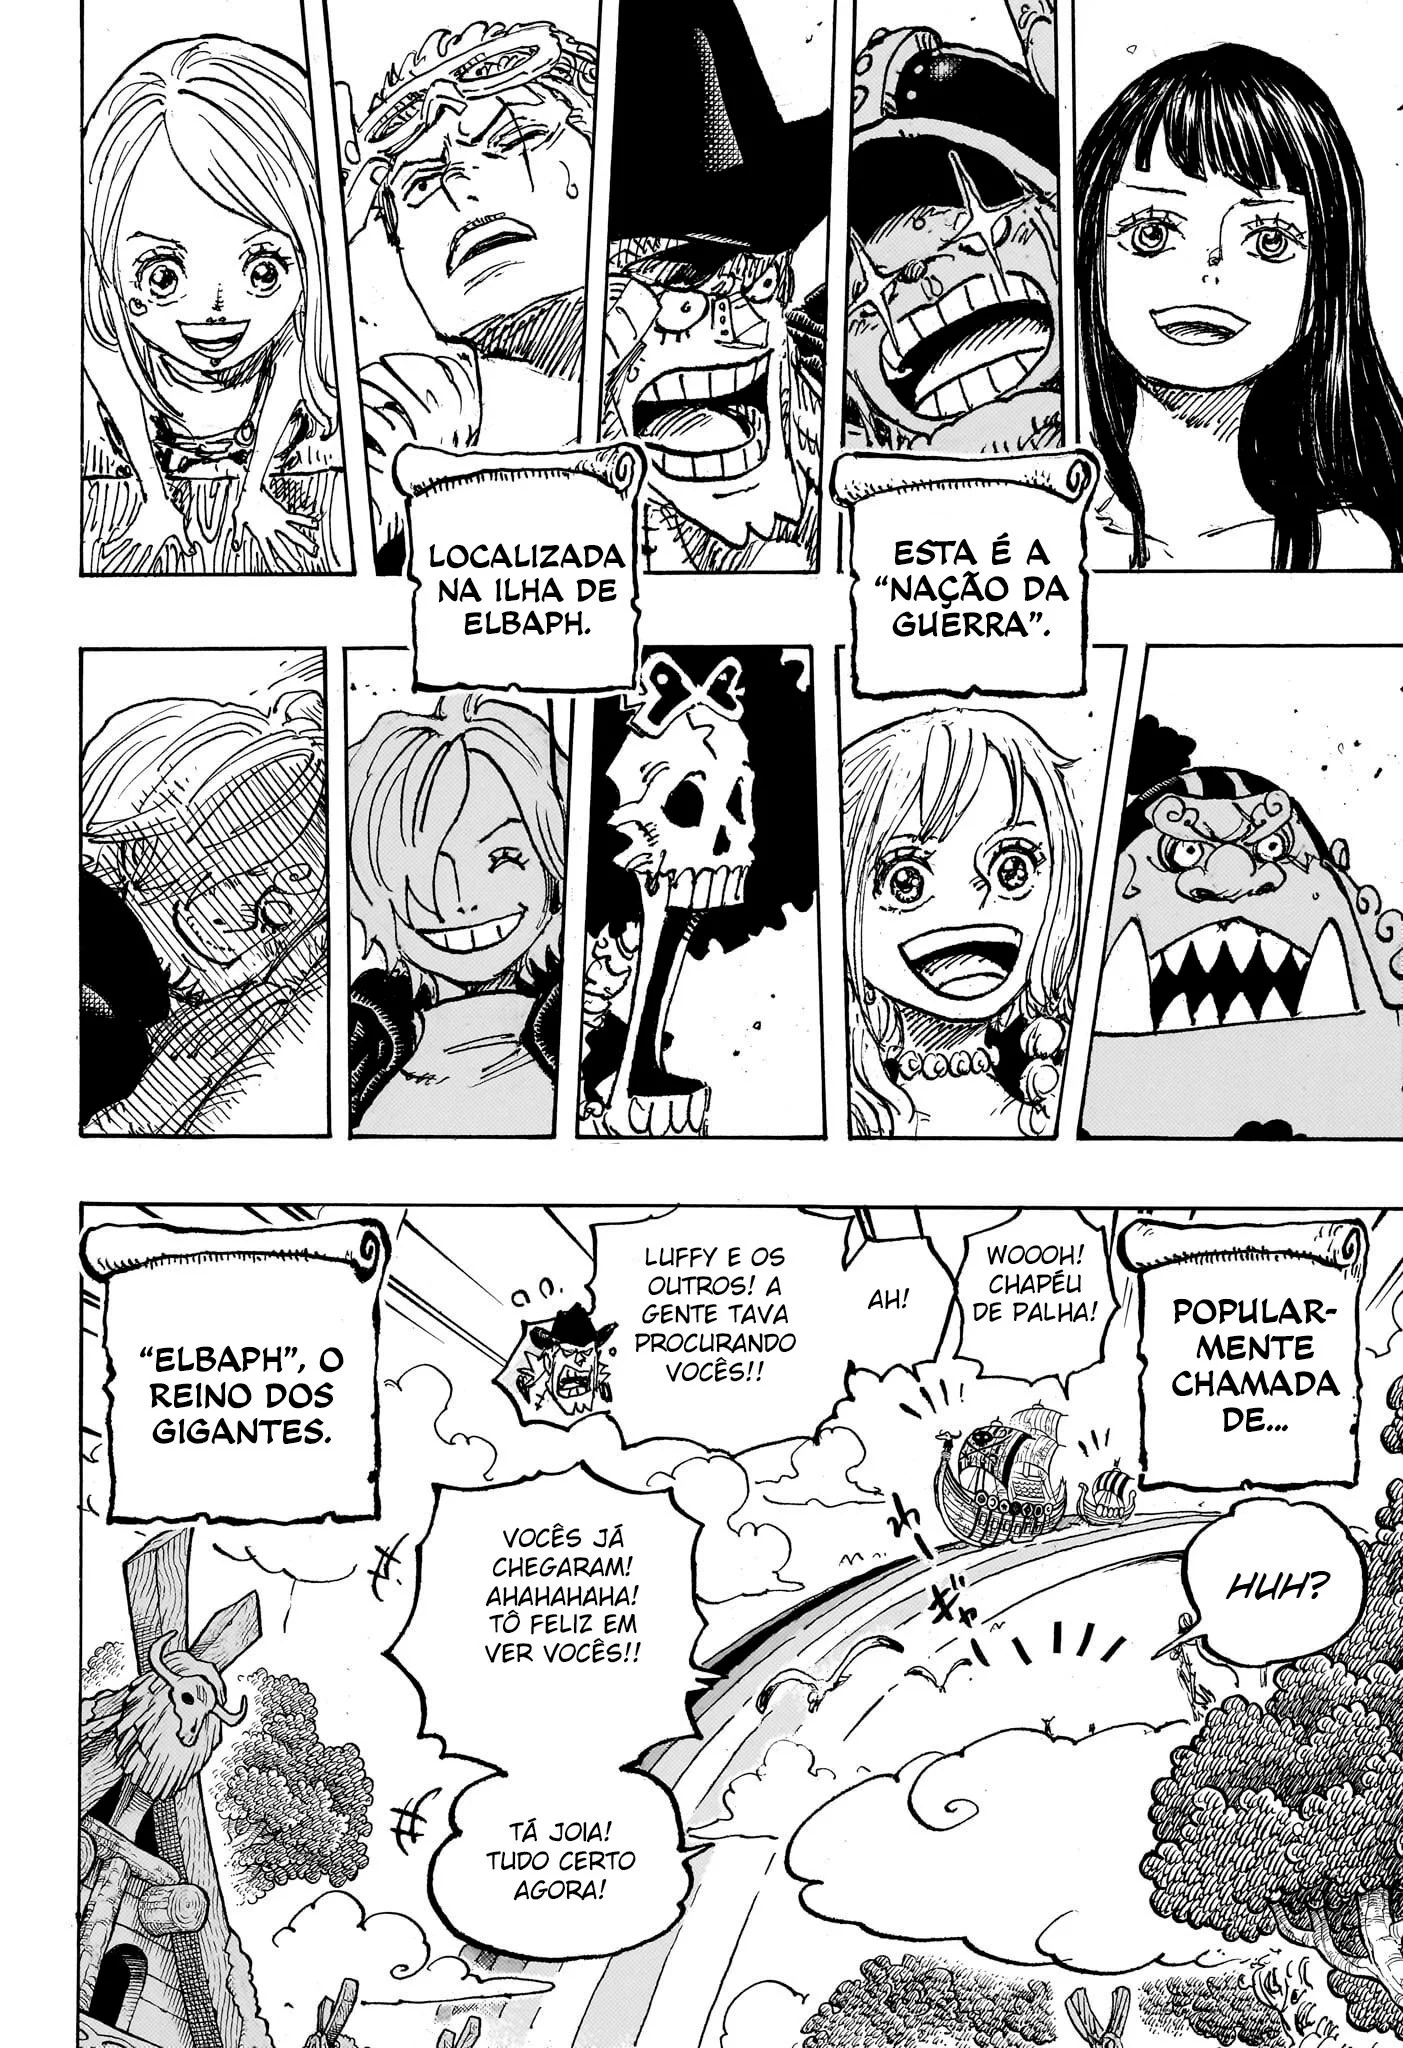 ESTA É A
“NAÇÃO DA
GUERRA”.
LOCALIZADA
NA ILHA DE
ELBAPH.
POPULAR-
MENTE
CHAMADA
DE...
WOOOH!
CHAPÉU
DE PALHA!
AH!
LUFFY E OS
OUTROS! A
GENTE TAVA
PROCURANDO
VOCÊS!!
“ELBAPH”, O
REINO DOS
GIGANTES.
HUH?
VOCÊS JÁ
CHEGARAM!
AHAHAHAHA!
TÔ FELIZ EM
VER VOCÊS!!
TÁ JOIA!
TUDO CERTO
AGORA!